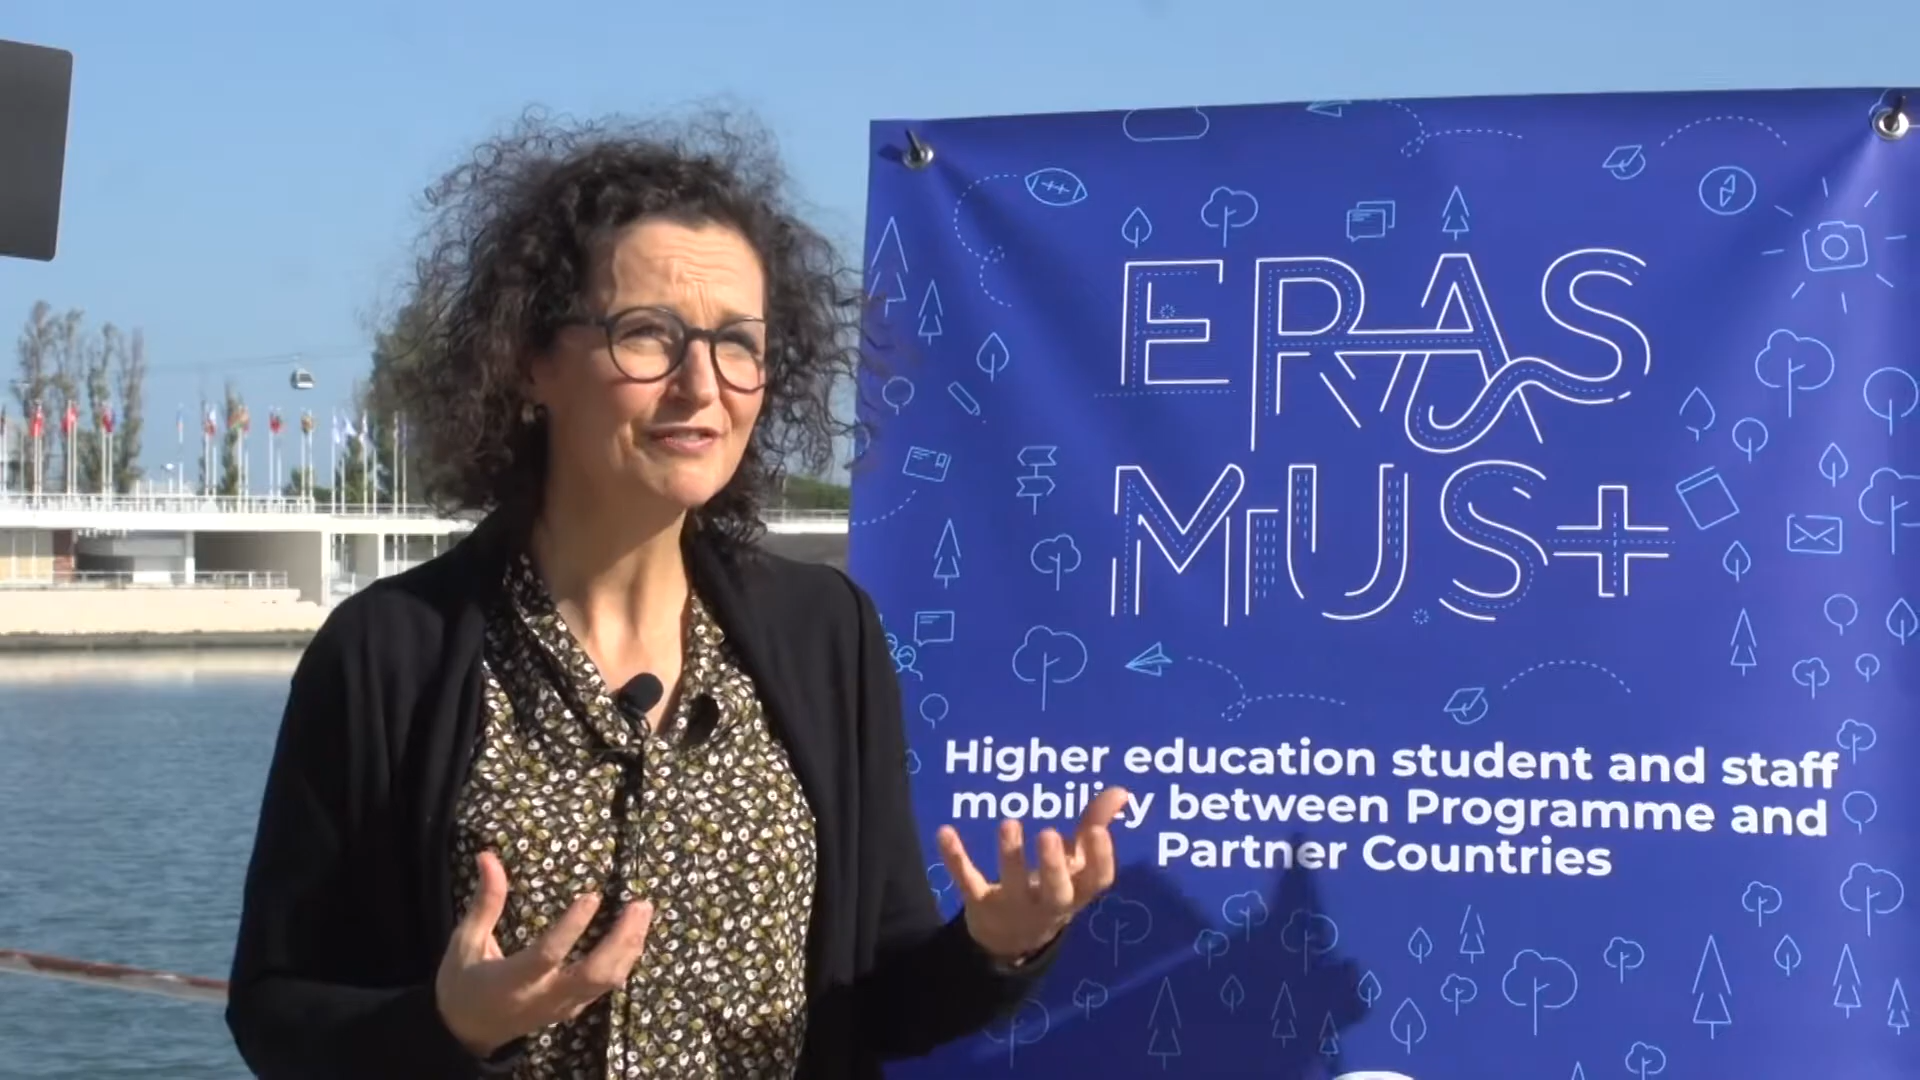 ERAS
MUS+
Higher education student and staff
mobility between Programme and
Partner Countries